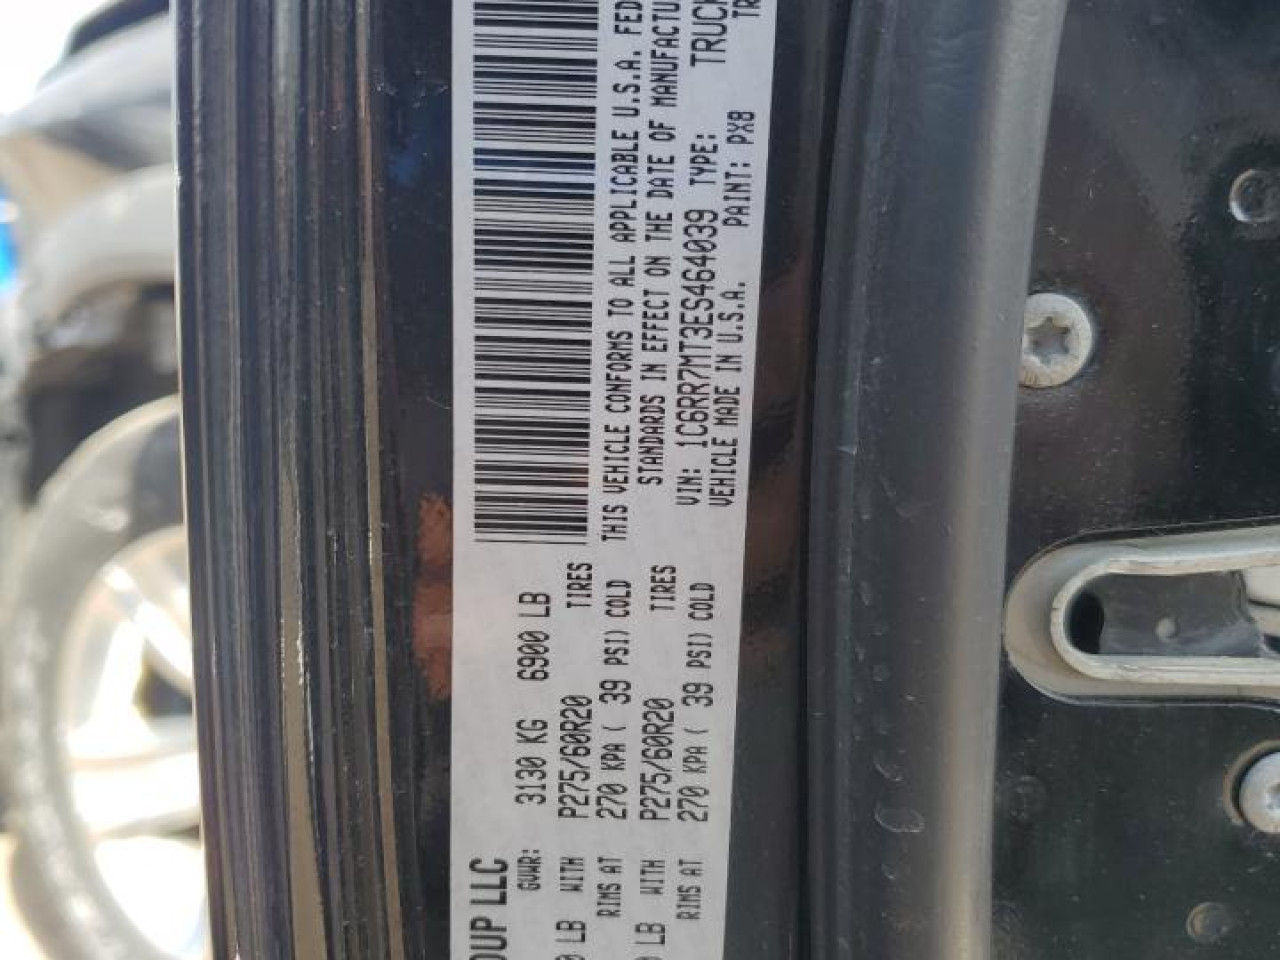 OUP LLC
GVWR: 3130 KG 6900 LB
LB WITH P275/60R20 TIRES
RIMS AT 270 KPA ( 39 PSI) COLD
LB WITH P275/60R20 TIRES
RIMS AT 270 KPA ( 39 PSI) COLD
THIS VEHICLE CONFORMS TO ALL APPLICABLE U.S.A. FED
STANDARDS IN EFFECT ON THE DATE OF MANUFACTU
VIN: 1C6RR7MT3ES464039 TYPE: TRUCK
VEHICLE MADE IN U.S.A. PAINT: PX8 TR